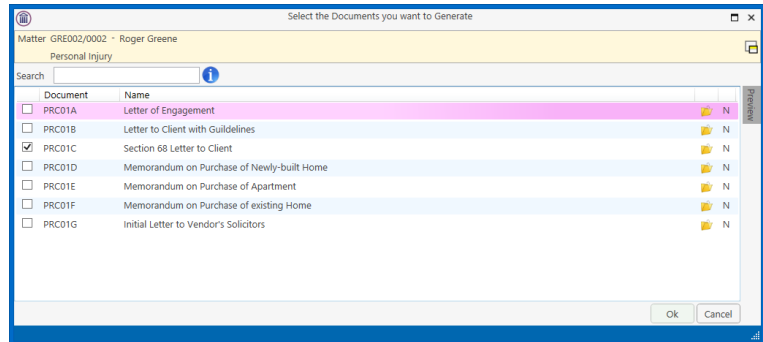 Select the Documents you want to Generate
Matter GRE002/0002 - Roger Greene
Personal Injury
Search
Document Name
PRC01A Letter of Engagement N
PRC01B Letter to Client with Guildelines N
PRC01C Section 68 Letter to Client N
PRC01D Memorandum on Purchase of Newly-built Home N
PRC01E Memorandum on Purchase of Apartment N
PRC01F Memorandum on Purchase of existing Home N
PRC01G Initial Letter to Vendor's Solicitors N
Preview
Ok Cancel